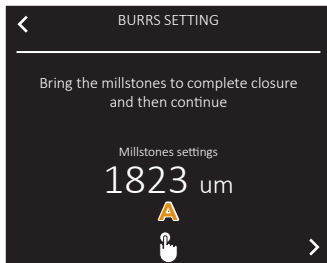 BURRS SETTING
Bring the millstones to complete closure
and then continue
Millstones settings
1823 um
A